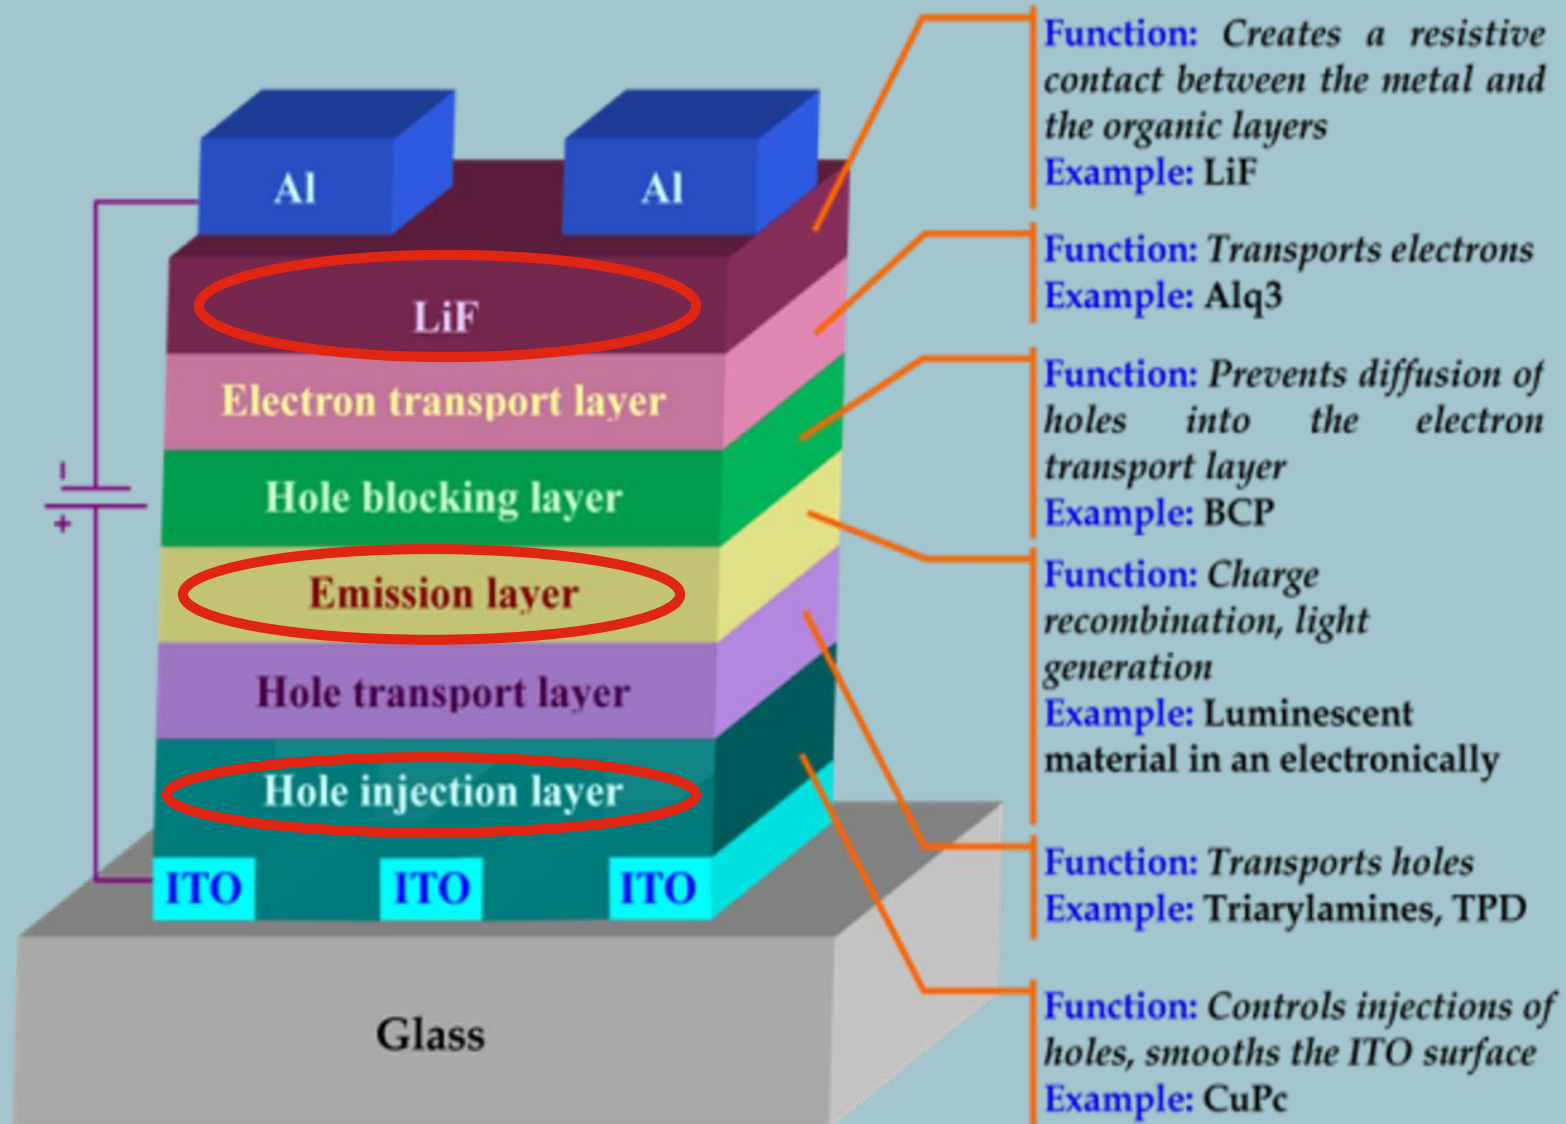 Al
Al
LiF
Electron transport layer
Hole blocking layer
Emission layer
Hole transport layer
Hole injection layer
ITO
ITO
ITO
Glass
-
+
Function: Creates a resistive
contact between the metal and
the organic layers
Example: LiF
Function: Transports electrons
Example: Alq3
Function: Prevents diffusion of
holes into the electron
transport layer
Example: BCP
Function: Charge
recombination, light
generation
Example: Luminescent
material in an electronically
Function: Transports holes
Example: Triarylamines, TPD
Function: Controls injections of
holes, smooths the ITO surface
Example: CuPc